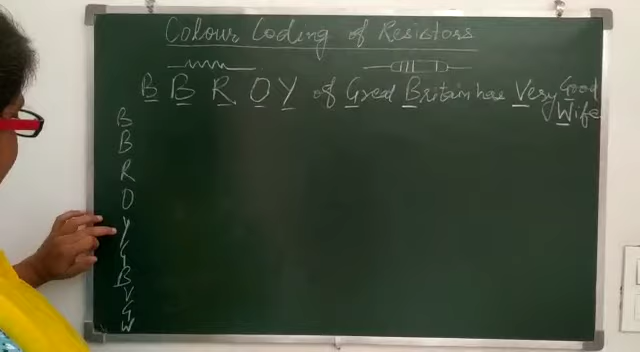 Colour Coding of Resistors
B B R O Y of Great Britain has Very Good
Wife
B
B
R
O
Y
G
B
V
G
W